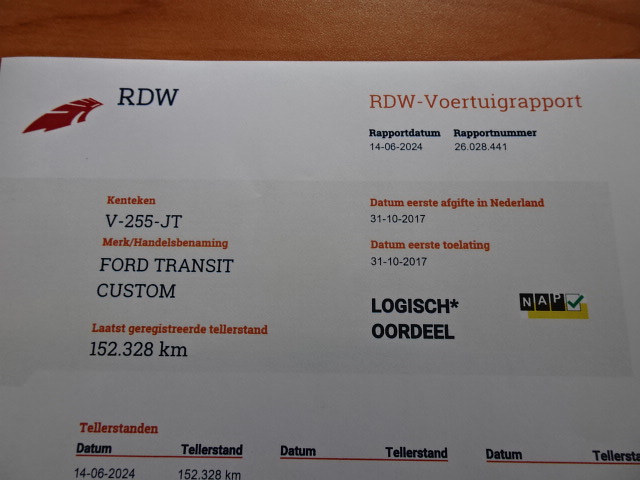 RDW
RDW-Voertuigrapport
Rapportdatum Rapportnummer
14-06-2024 26.028.441
Kenteken
V-255-JT
Merk/Handelsbenaming
FORD TRANSIT
CUSTOM
Laatst geregistreerde tellerstand
152.328 km
Datum eerste afgifte in Nederland
31-10-2017
Datum eerste toelating
31-10-2017
LOGISCH*
OORDEEL
NAP
Tellerstanden
Datum Tellerstand Datum Tellerstand Datum Tellerst
14-06-2024 152.328 km